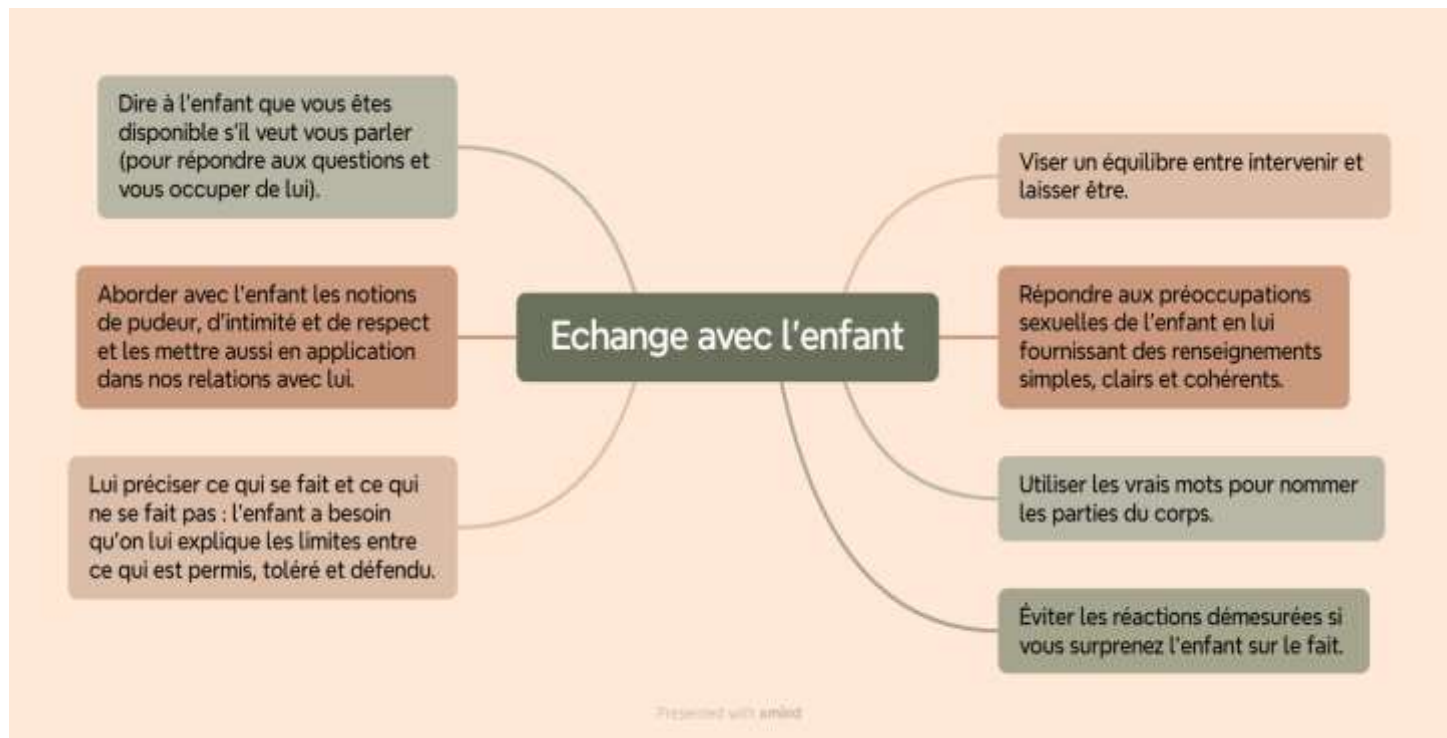 Dire à l'enfant que vous êtes
disponible s'il veut vous parler
(pour répondre aux questions et
vous occuper de lui).
Aborder avec l'enfant les notions
de pudeur, d'intimité et de respect
et les mettre aussi en application
dans nos relations avec lui.
Lui préciser ce qui se fait et ce qui
ne se fait pas : l'enfant a besoin
qu'on lui explique les limites entre
ce qui est permis, toléré et défendu.
Echange avec l'enfant
Viser un équilibre entre intervenir et
laisser être.
Répondre aux préoccupations
sexuelles de l'enfant en lui
fournissant des renseignements
simples, clairs et cohérents.
Utiliser les vrais mots pour nommer
les parties du corps.
Éviter les réactions démesurées si
vous surprenez l'enfant sur le fait.
Presented with xmind